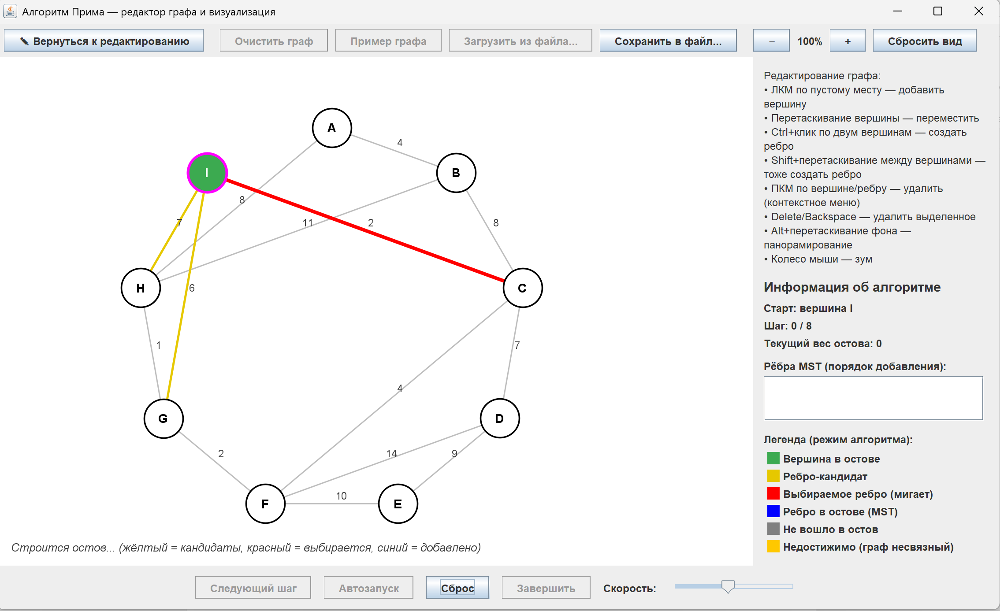 Алгоритм Прима — редактор графа и визуализация
Вернуться к редактированию
Очистить граф
Пример графа
Загрузить из файла...
Сохранить в файл...
–
100%
+
Сбросить вид
A
4
I
B
8
7
11
2
8
H
6
C
1
7
4
G
D
2
14
9
F
10
E
Строится остов... (жёлтый = кандидаты, красный = выбирается, синий = добавлено)
Редактирование графа:
• ЛКМ по пустому месту — добавить
вершину
• Перетаскивание вершины — переместить
• Ctrl+клик по двум вершинам — создать
ребро
• Shift+перетаскивание между вершинами —
тоже создать ребро
• ПКМ по вершине/ребру — удалить
(контекстное меню)
• Delete/Backspace — удалить выделенное
• Alt+перетаскивание фона —
панорамирование
• Колесо мыши — зум
Информация об алгоритме
Старт: вершина I
Шаг: 0 / 8
Текущий вес остова: 0
Рёбра MST (порядок добавления):
Легенда (режим алгоритма):
Вершина в остове
Ребро-кандидат
Выбираемое ребро (мигает)
Ребро в остове (MST)
Не вошло в остов
Недостижимо (граф несвязный)
Следующий шаг
Автозапуск
Сброс
Завершить
Скорость: